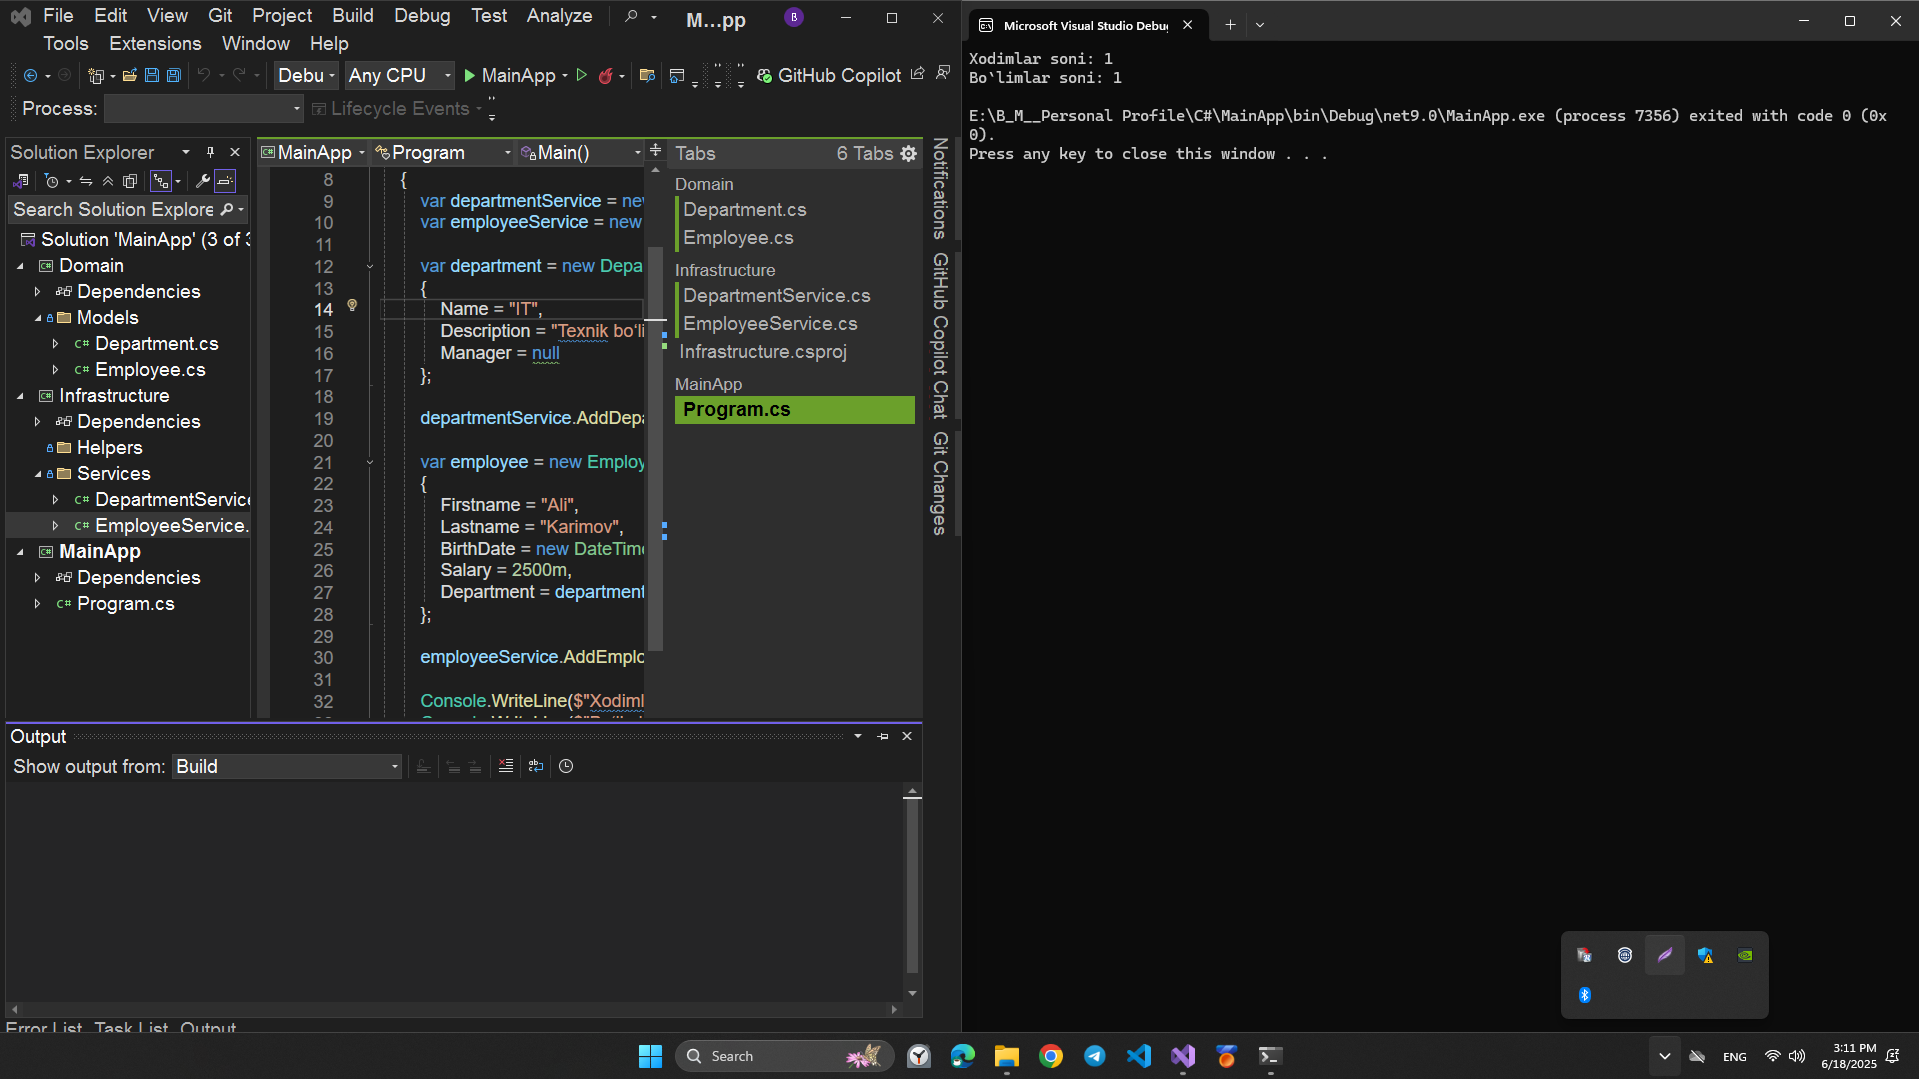 File Edit View Git Project Build Debug Test Analyze M...pp B
Tools Extensions Window Help
Debu Any CPU MainApp GitHub Copilot
Process: Lifecycle Events
Solution Explorer
Search Solution Explore
Solution 'MainApp' (3 of 3
Domain
Dependencies
Models
C# Department.cs
C# Employee.cs
Infrastructure
Dependencies
Helpers
Services
C# DepartmentService
C# EmployeeService.
MainApp
Dependencies
C# Program.cs
MainApp Program Main()
8 {
9 var departmentService = new
10 var employeeService = new
11
12 var department = new Depa
13 {
14 Name = "IT",
15 Description = "Texnik bo‘li
16 Manager = null
17 };
18
19 departmentService.AddDepa
20
21 var employee = new Employ
22 {
23 Firstname = "Ali",
24 Lastname = "Karimov",
25 BirthDate = new DateTime
26 Salary = 2500m,
27 Department = department
28 };
29
30 employeeService.AddEmplo
31
32 Console.WriteLine($"Xodiml
Tabs 6 Tabs
Domain
Department.cs
Employee.cs
Infrastructure
DepartmentService.cs
EmployeeService.cs
Infrastructure.csproj
MainApp
Program.cs
Notifications
GitHub Copilot Chat
Git Changes
Output
Show output from: Build
Error List Task List Output
Microsoft Visual Studio Debug
Xodimlar soni: 1
Bo‘limlar soni: 1
E:\B_M__Personal Profile\C#\MainApp\bin\Debug\net9.0\MainApp.exe (process 7356) exited with code 0 (0x
0).
Press any key to close this window . . .
Search
ENG
3:11 PM
6/18/2025